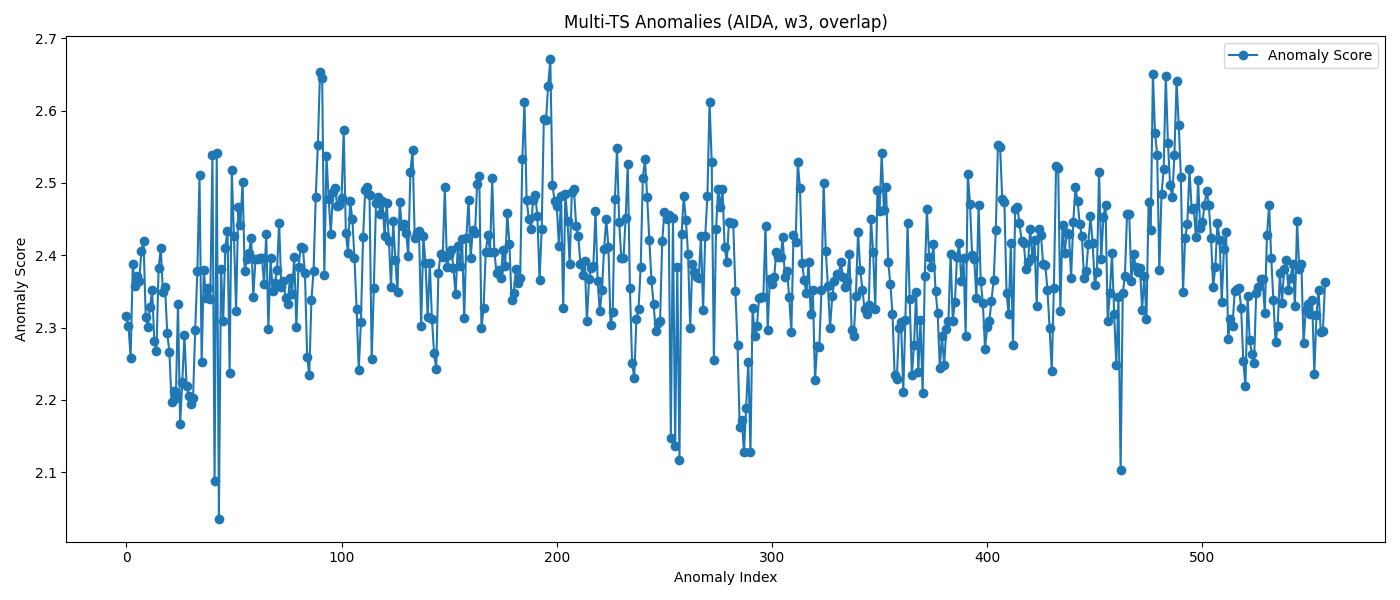 Multi-TS Anomalies (AIDA, w3, overlap)
Anomaly Score
2.7
2.6
2.5
2.4
2.3
2.2
2.1
Anomaly Score
0 100 200 300 400 500
Anomaly Index